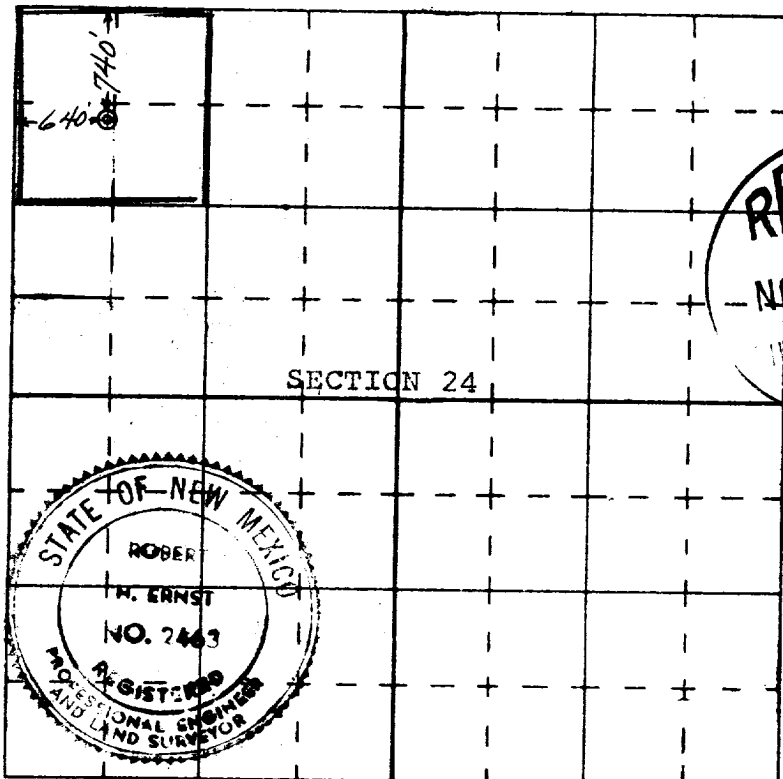 740'
640'
SECTION 24
STATE OF NEW MEXICO
ROBERT
H. ERNST
NO. 2463
REGISTERED
PROFESSIONAL ENGINEER
AND LAND SURVEYOR